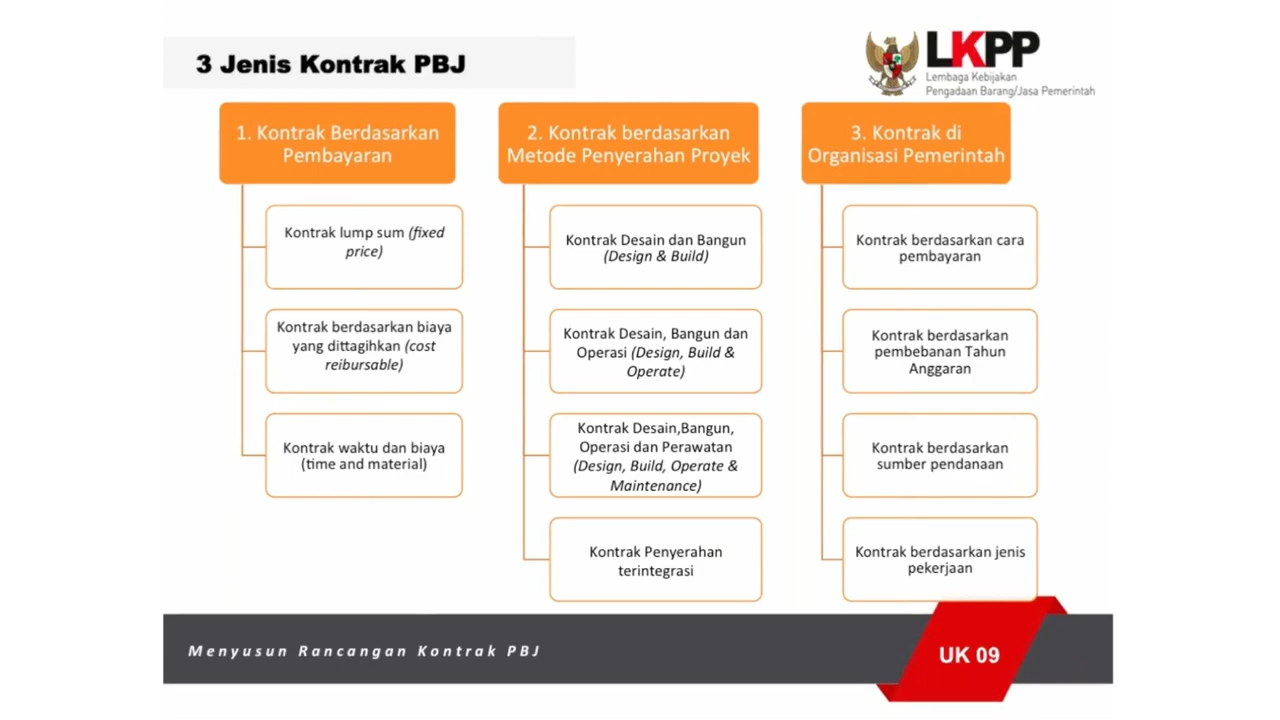 3 Jenis Kontrak PBJ
LKPP
Lembaga Kebijakan
Pengadaan Barang/Jasa Pemerintah
1. Kontrak Berdasarkan
Pembayaran
Kontrak lump sum (fixed
price)
Kontrak berdasarkan biaya
yang dittagihkan (cost
reibursable)
Kontrak waktu dan biaya
(time and material)
2. Kontrak berdasarkan
Metode Penyerahan Proyek
Kontrak Desain dan Bangun
(Design & Build)
Kontrak Desain, Bangun dan
Operasi (Design, Build &
Operate)
Kontrak Desain,Bangun,
Operasi dan Perawatan
(Design, Build, Operate &
Maintenance)
Kontrak Penyerahan
terintegrasi
3. Kontrak di
Organisasi Pemerintah
Kontrak berdasarkan cara
pembayaran
Kontrak berdasarkan
pembebanan Tahun
Anggaran
Kontrak berdasarkan
sumber pendanaan
Kontrak berdasarkan jenis
pekerjaan
Menyusun Rancangan Kontrak PBJ
UK 09